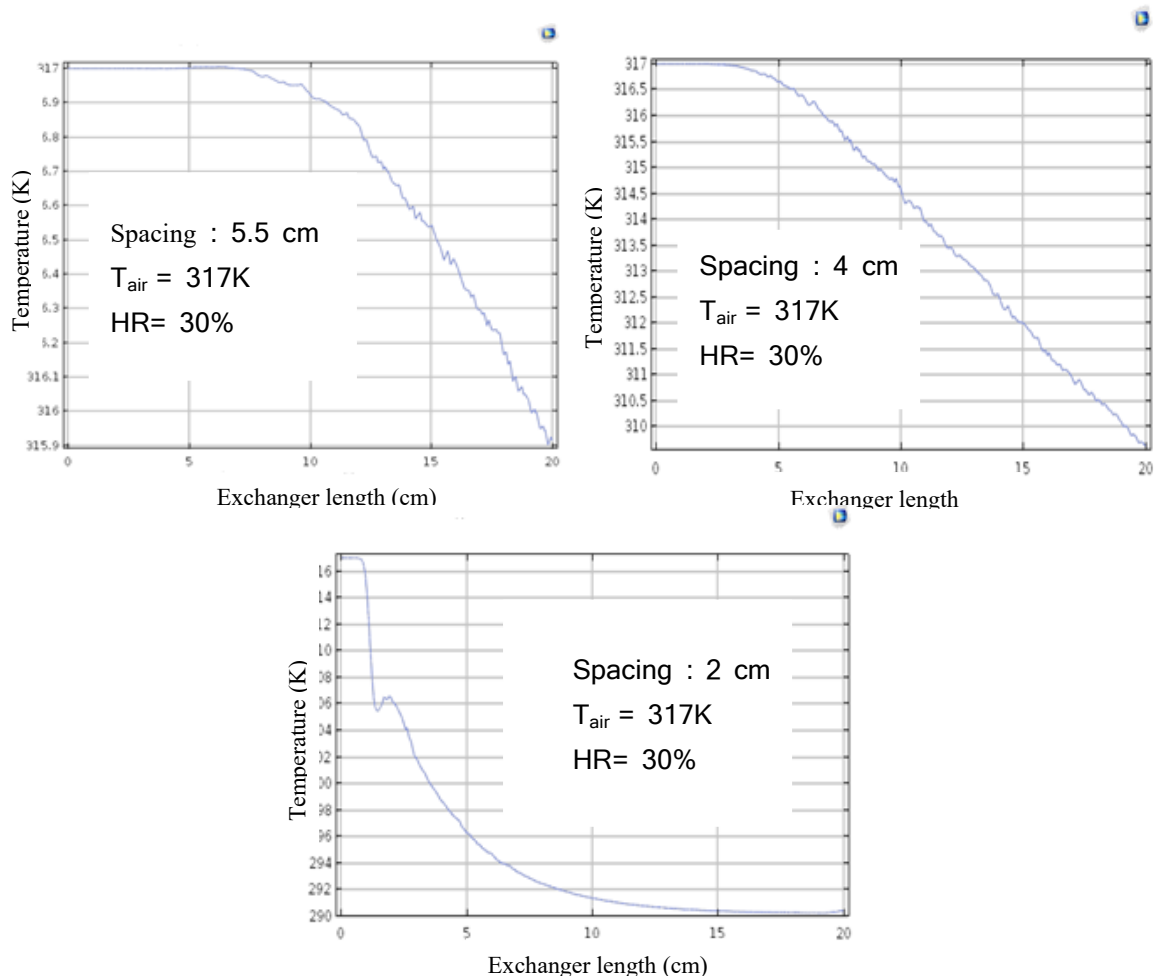 317
6.9
6.8
6.7
6.6
6.5
6.4
6.3
5.2
316.1
316
315.9
Temperature (K)
Spacing : 5.5 cm
Tair = 317K
HR= 30%
0 5 10 15 20
Exchanger length (cm)
317
316.5
316
315.5
315
314.5
314
313.5
313
312.5
312
311.5
311
310.5
310
Temperature (K)
Spacing : 4 cm
Tair = 317K
HR= 30%
0 5 10 15 20
Exchanger length
16
14
12
10
08
06
04
02
00
98
96
294
292
290
Temperature (K)
Spacing : 2 cm
Tair = 317K
HR= 30%
0 5 10 15 20
Exchanger length (cm)